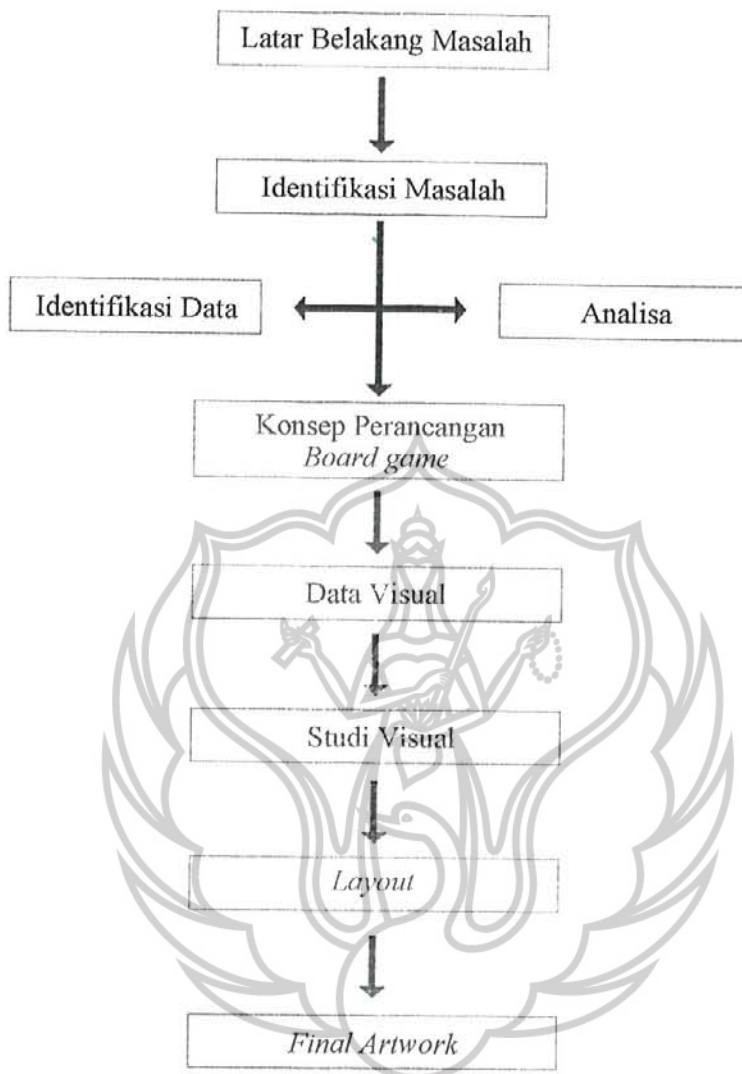 Latar Belakang Masalah
Identifikasi Masalah
Identifikasi Data
Analisa
Konsep Perancangan
Board game
Data Visual
Studi Visual
Layout
Final Artwork